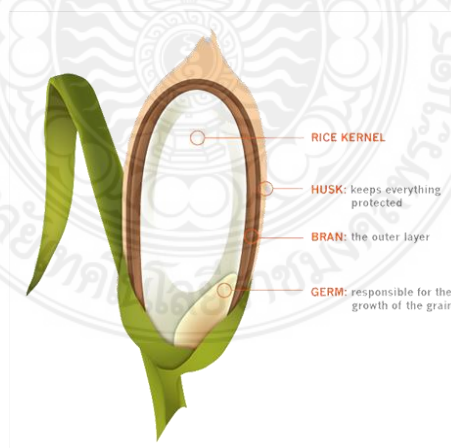 RICE KERNEL
HUSK: keeps everything
protected
BRAN: the outer layer
GERM: responsible for the
growth of the grain